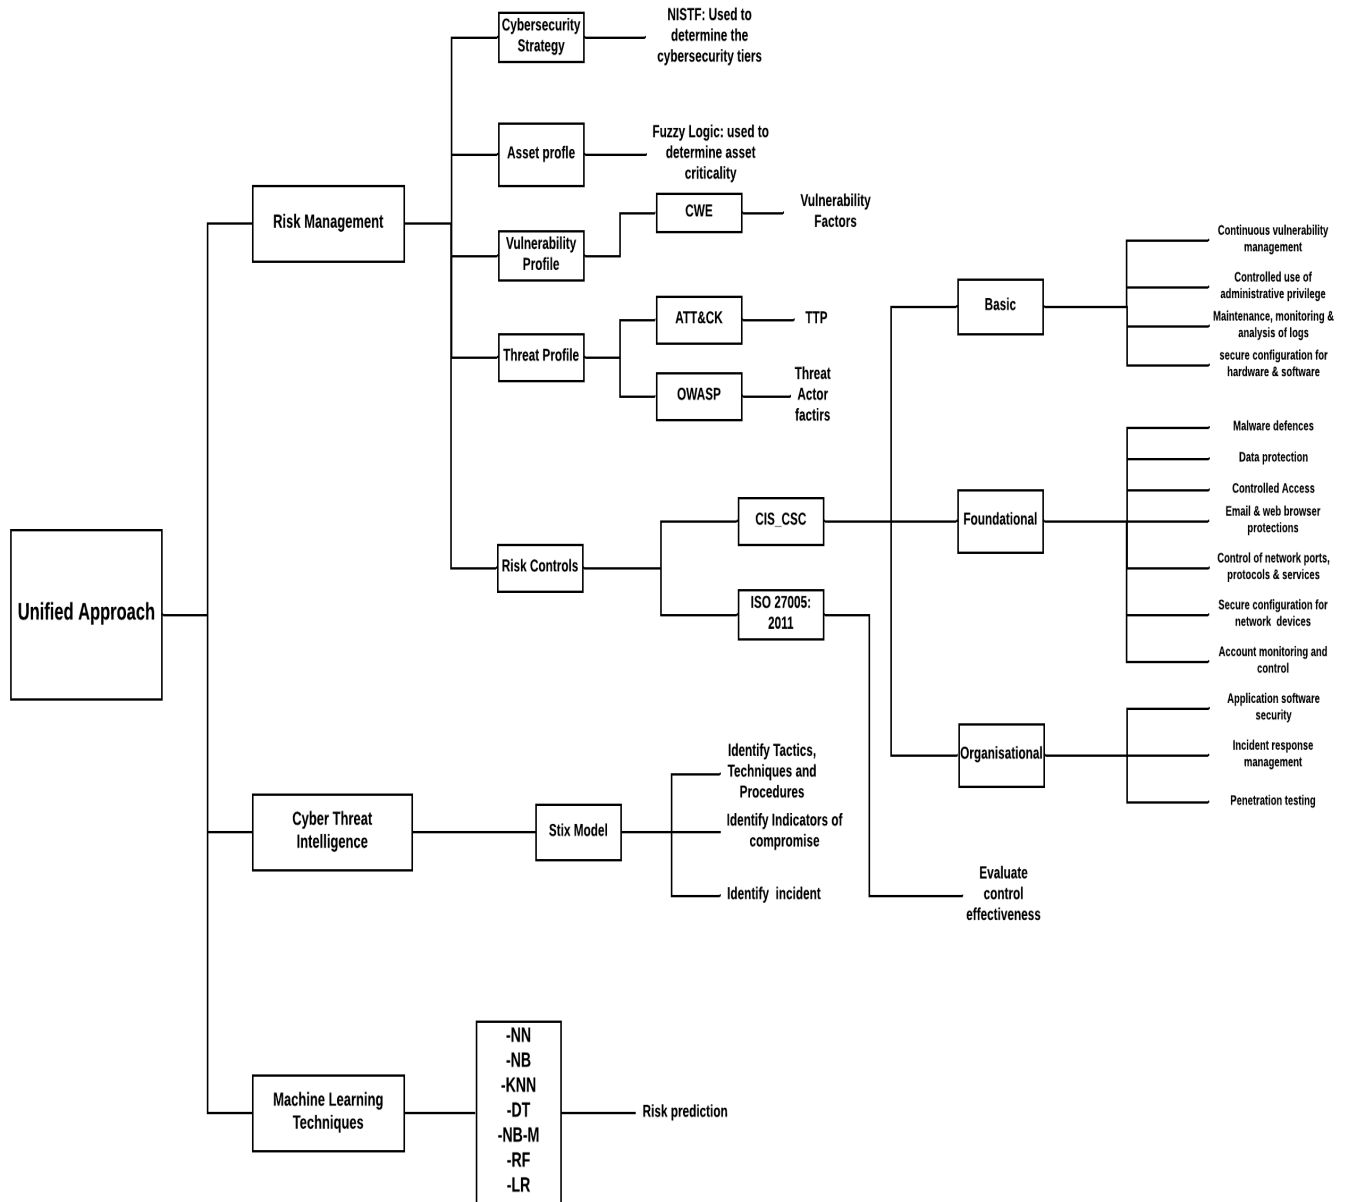 Cybersecurity
Strategy
NISTF: Used to
determine the
cybersecurity tiers
Asset profle
Fuzzy Logic: used to
determine asset
criticality
Risk Management
Vulnerability
Profile
CWE
Vulnerability
Factors
Threat Profile
ATT&CK
TTP
OWASP
Threat
Actor
factirs
Risk Controls
CIS_CSC
ISO 27005:
2011
Basic
Continuous vulnerability
management
Controlled use of
administrative privilege
Maintenance, monitoring &
analysis of logs
secure configuration for
hardware & software
Foundational
Malware defences
Data protection
Controlled Access
Email & web browser
protections
Control of network ports,
protocols & services
Secure configuration for
network  devices
Account monitoring and
control
Organisational
Application software
security
Incident response
management
Penetration testing
Evaluate
control
effectiveness
Unified Approach
Cyber Threat
Intelligence
Stix Model
Identify Tactics,
Techniques and
Procedures
Identify Indicators of
compromise
Identify  incident
Machine Learning
Techniques
-NN
-NB
-KNN
-DT
-NB-M
-RF
-LR
Risk prediction